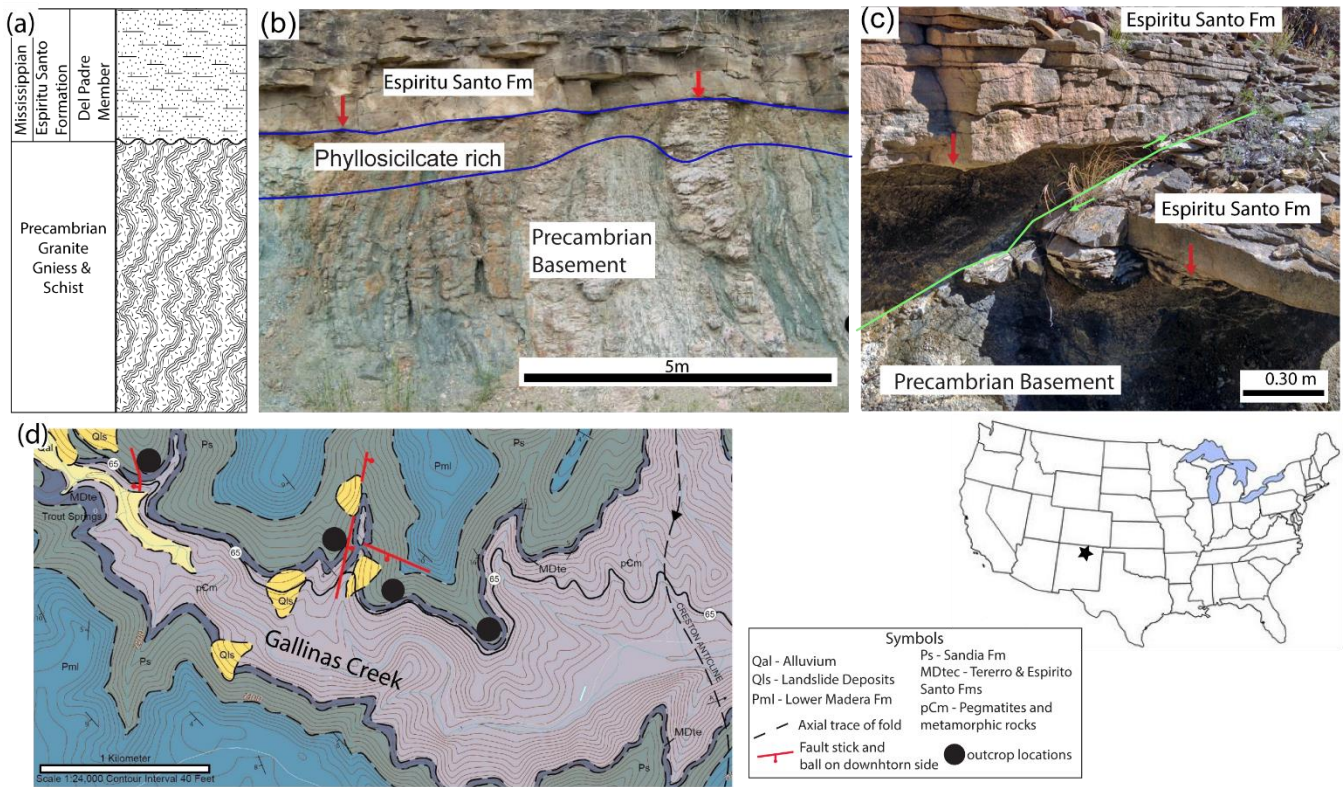 (a)
Mississippian
Espiritu Santo
Formation
Del Padre
Member
Precambrian
Granite
Gniess &
Schist
(b)
Espiritu Santo Fm
Phyllosicilcate rich
Precambrian
Basement
5m
(c)
Espiritu Santo Fm
Espiritu Santo Fm
Precambrian Basement
0.30 m
(d)
Qls
Qal
65
Ps
Pml
Ps
MDte
Trout Springs
65
pCm
Qls
Qls
Gallinas Creek
Pml
Ps
65
MDte
pCm
65
CRESTON ANTICLINE
MDte
Ps
Ps
1 Kilometer
Scale 1:24,000 Contour Interval 40 Feet
Symbols
Qal - Alluvium
Qls - Landslide Deposits
Pml - Lower Madera Fm
Axial trace of fold
Fault stick and
ball on downhtorn side
Ps - Sandia Fm
MDtec - Tererro & Espirito
Santo Fms
pCm - Pegmatites and
metamorphic rocks
outcrop locations